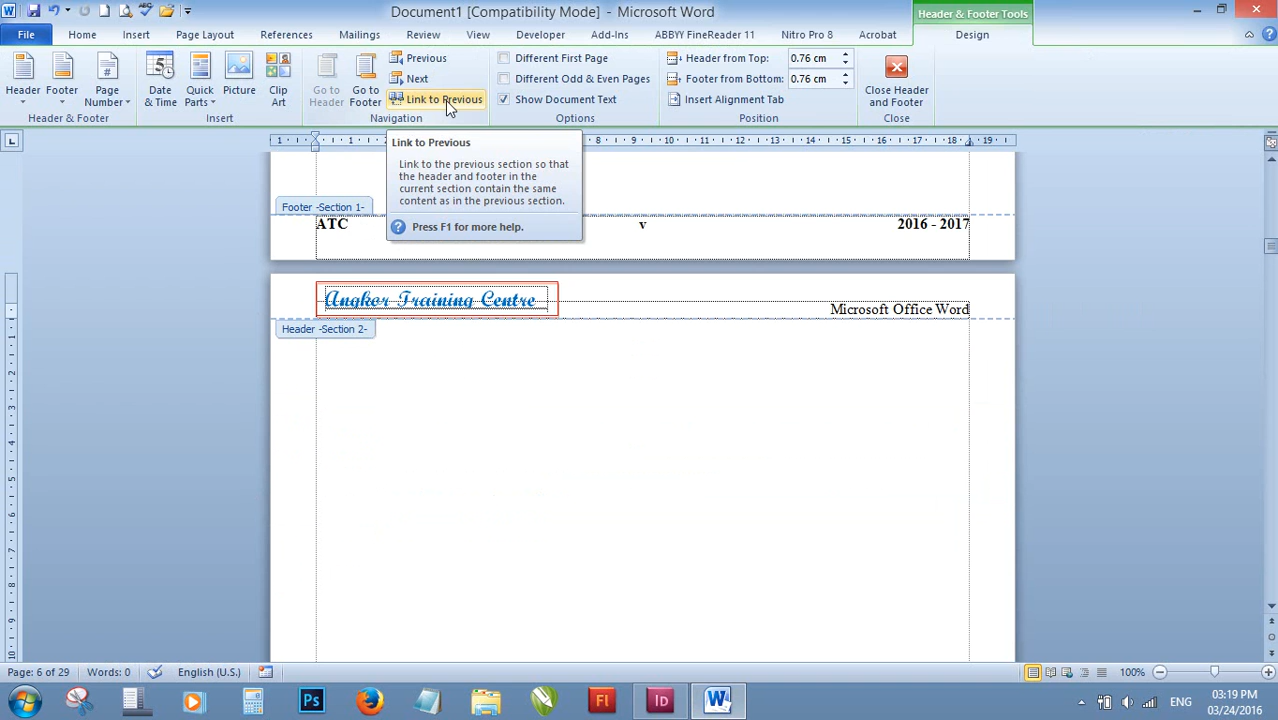 Document1 [Compatibility Mode] - Microsoft Word
Header & Footer Tools
File Home Insert Page Layout References Mailings Review View Developer Add-Ins ABBYY FineReader 11 Nitro Pro 8 Acrobat Design
Header Footer Page Number
Header & Footer
Date & Time Quick Parts Picture Clip Art
Insert
Go to Header Go to Footer
Previous
Next
Link to Previous
Navigation
Different First Page
Different Odd & Even Pages
Show Document Text
Options
Header from Top: 0.76 cm
Footer from Bottom: 0.76 cm
Insert Alignment Tab
Position
Close Header and Footer
Close
Link to Previous
Link to the previous section so that
the header and footer in the
current section contain the same
content as in the previous section.
Press F1 for more help.
Footer -Section 1-
ATC v 2016 - 2017
Angkor Training Centre
Microsoft Office Word
Header -Section 2-
Page: 6 of 29 Words: 0 English (U.S.) 100%
Ps Fl Id W ENG
03:19 PM
03/24/2016